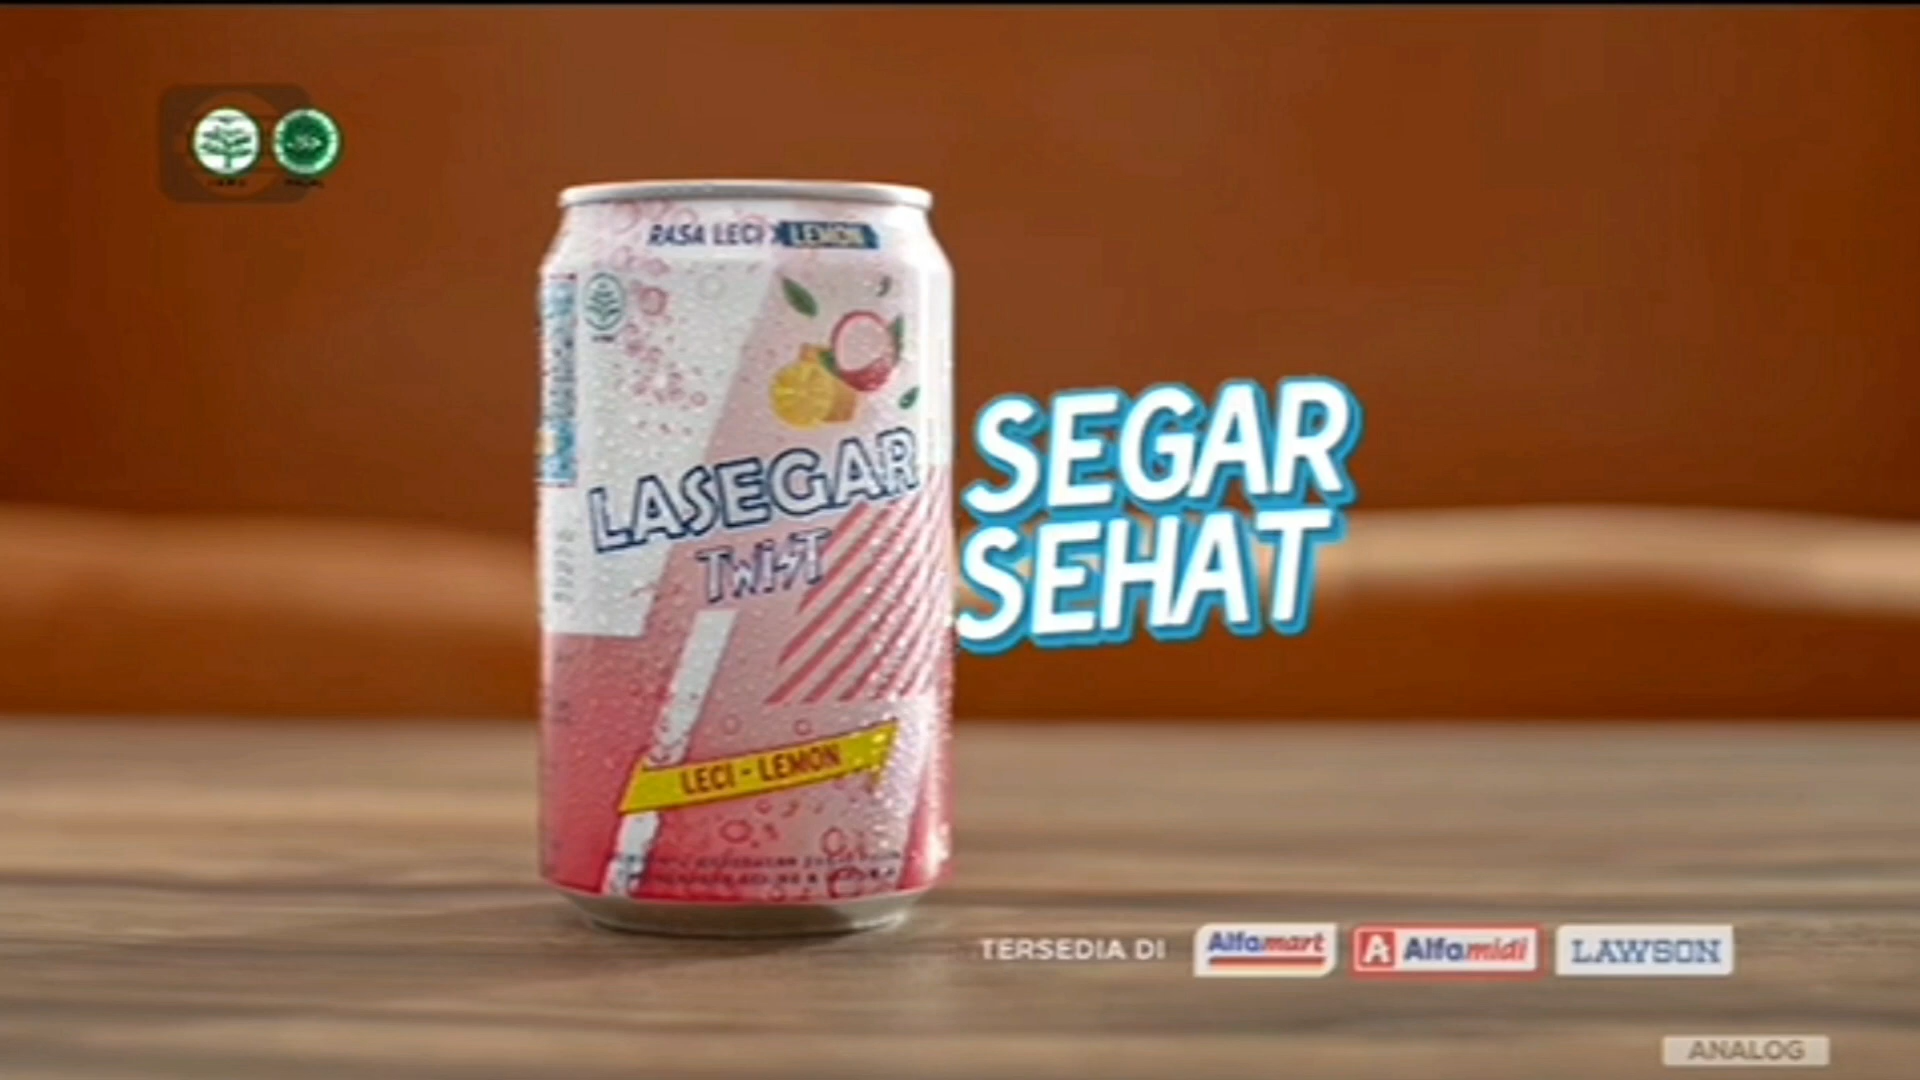 RASA LECI X LEMON
LASEGAR
TWIST
LECI - LEMON
SEGAR
SEHAT
TERSEDIA DI Alfamart Alfamidi LAWSON
ANALOG